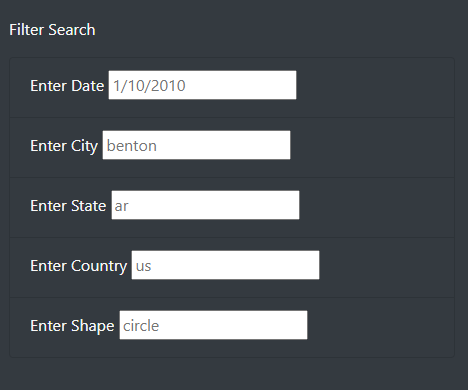 Filter Search
Enter Date 1/10/2010
Enter City benton
Enter State ar
Enter Country us
Enter Shape circle